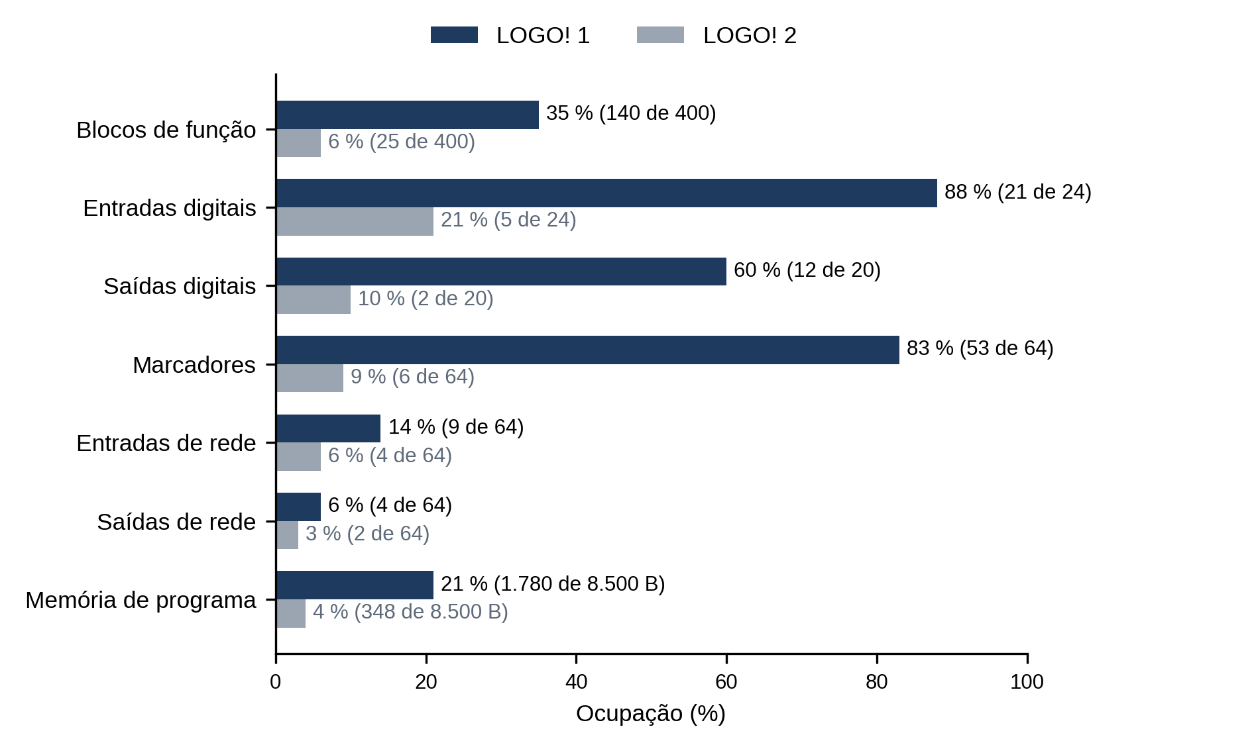 LOGO! 1 LOGO! 2
Blocos de função
35 % (140 de 400)
6 % (25 de 400)
Entradas digitais
88 % (21 de 24)
21 % (5 de 24)
Saídas digitais
60 % (12 de 20)
10 % (2 de 20)
Marcadores
83 % (53 de 64)
9 % (6 de 64)
Entradas de rede
14 % (9 de 64)
6 % (4 de 64)
Saídas de rede
6 % (4 de 64)
3 % (2 de 64)
Memória de programa
21 % (1.780 de 8.500 B)
4 % (348 de 8.500 B)
0 20 40 60 80 100
Ocupação (%)